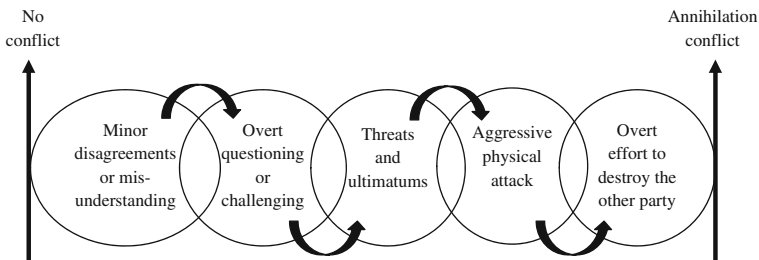 No
conflict
Annihilation
conflict
Minor
disagreements
or mis-
understanding
Overt
questioning
or
challenging
Threats
and
ultimatums
Aggressive
physical
attack
Overt
effort to
destroy the
other party